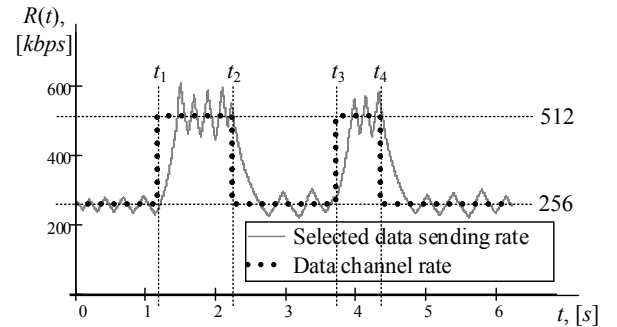 R(t),
[kbps]
t1 t2 t3 t4
600
512
400
256
200
Selected data sending rate
Data channel rate
0 1 2 3 4 5 6
t, [s]